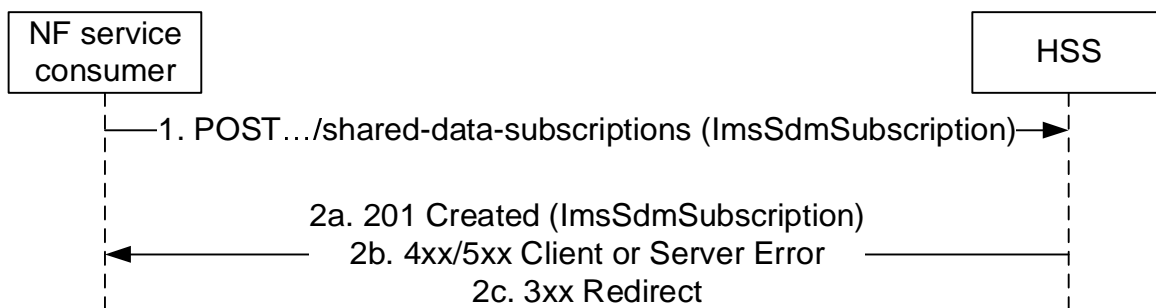 NF service
consumer
HSS
1. POST…/shared-data-subscriptions (ImsSdmSubscription)
2a. 201 Created (ImsSdmSubscription)
2b. 4xx/5xx Client or Server Error
2c. 3xx Redirect